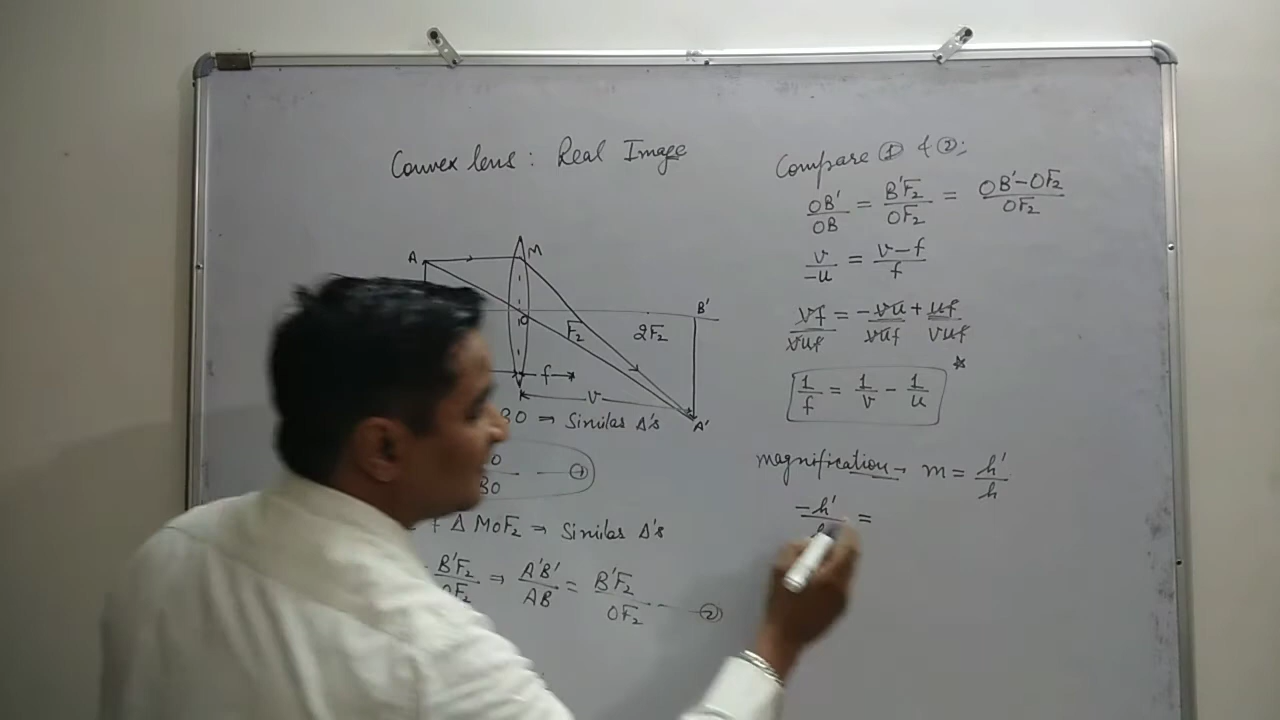 Convex lens : Real Image
A M
O F₂ 2F₂ B'
f
v
A'
BO ⇒ Similar Δ's
O
BO — ①
+ Δ MOF₂ ⇒ Similar Δ's
B'F₂/OF₂ ⇒ A'B'/AB = B'F₂/OF₂ — ②
Compare ① & ②:
OB'/OB = B'F₂/OF₂ = OB'-OF₂/OF₂
v/-u = v-f/f
vf/vuf = -vu/vuf + uf/vuf
1/f = 1/v - 1/u *
magnification → m = h'/h
-h'/ =